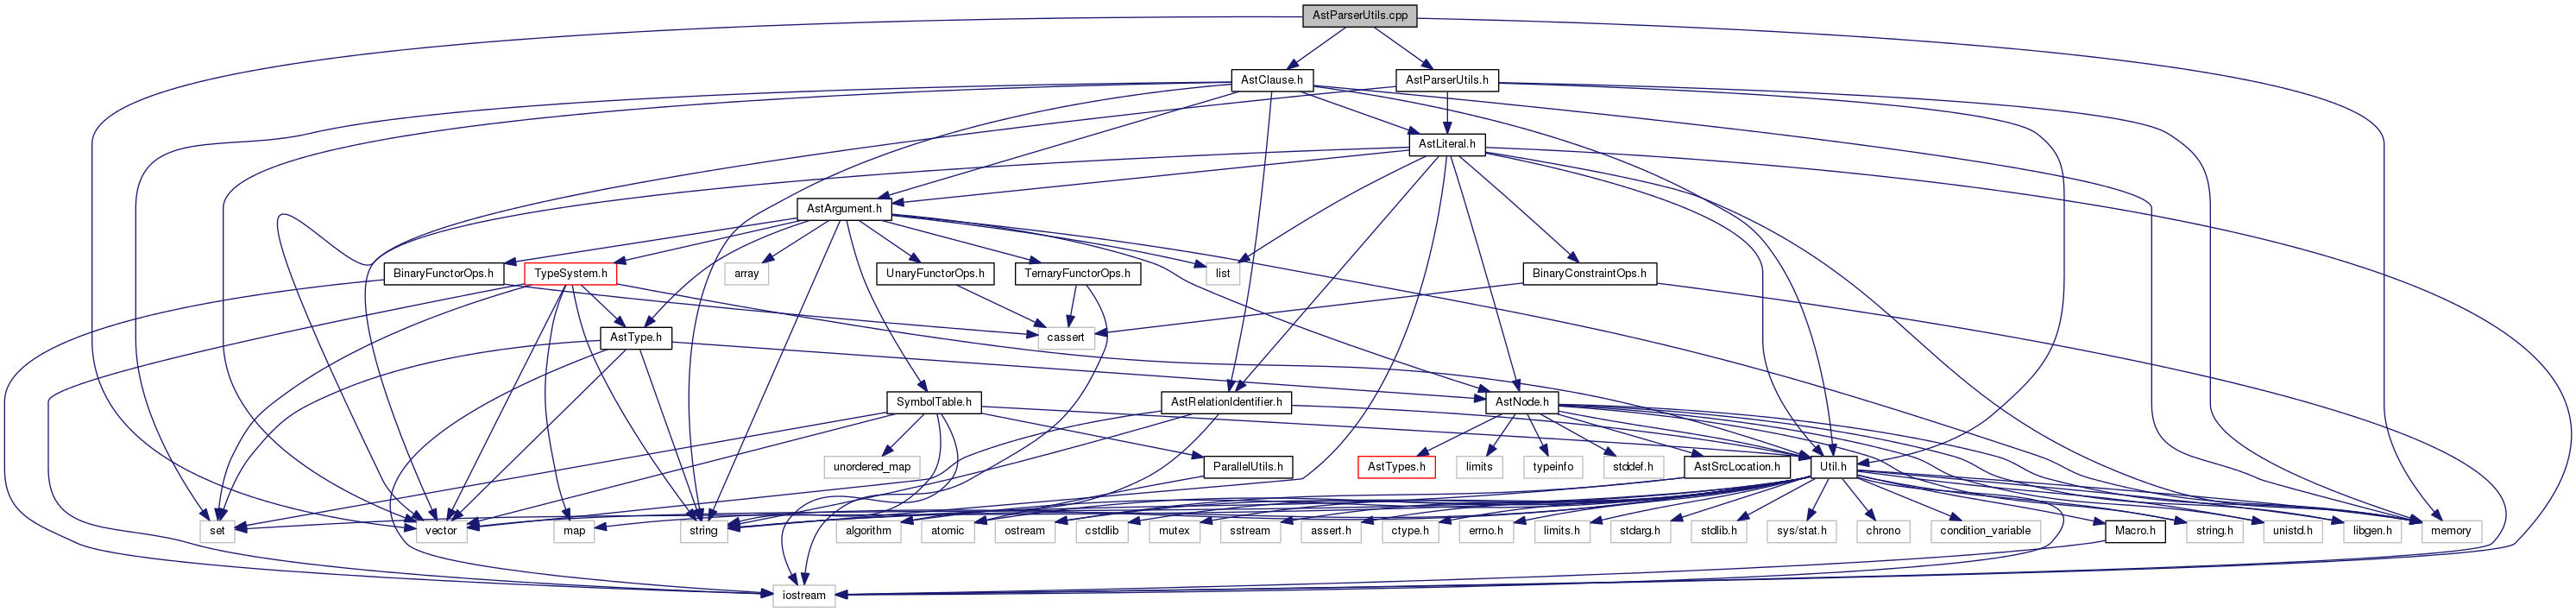 AstParserUtils.cpp
AstClause.h
AstParserUtils.h
AstLiteral.h
AstArgument.h
BinaryFunctorOps.h
TypeSystem.h
array
UnaryFunctorOps.h
TernaryFunctorOps.h
list
BinaryConstraintOps.h
AstType.h
cassert
SymbolTable.h
AstRelationIdentifier.h
AstNode.h
unordered_map
ParallelUtils.h
AstTypes.h
limits
typeinfo
stddef.h
AstSrcLocation.h
Util.h
set
vector
map
string
algorithm
atomic
ostream
cstdlib
mutex
sstream
assert.h
ctype.h
errno.h
limits.h
stdarg.h
stdlib.h
sys/stat.h
chrono
condition_variable
Macro.h
string.h
unistd.h
libgen.h
memory
iostream